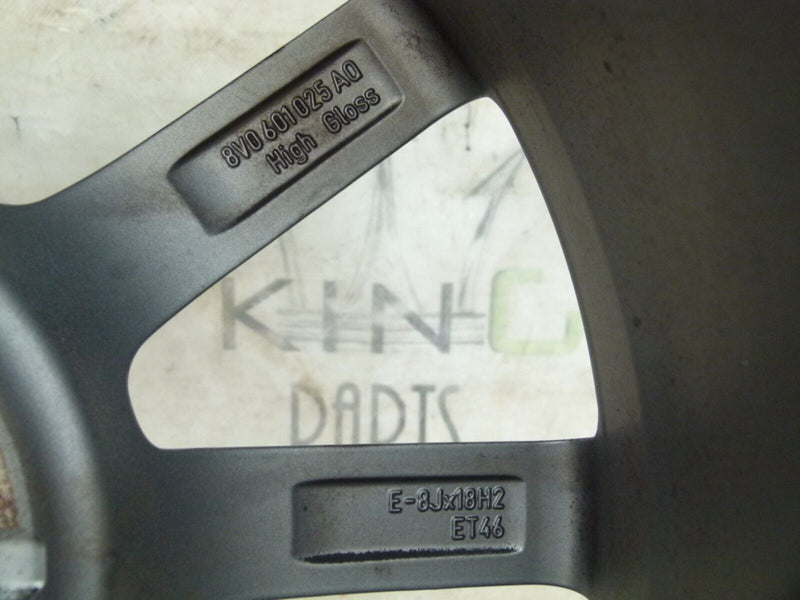 8V0 601 025 AQ
High Gloss
KING
PARTS
E-8Jx18H2
ET46